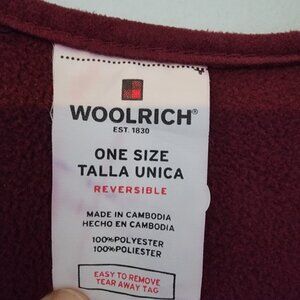 WOOLRICH®
EST. 1830
ONE SIZE
TALLA UNICA
REVERSIBLE
MADE IN CAMBODIA
HECHO EN CAMBODIA
100%POLYESTER
100%POLIESTER
EASY TO REMOVE
TEAR AWAY TAG